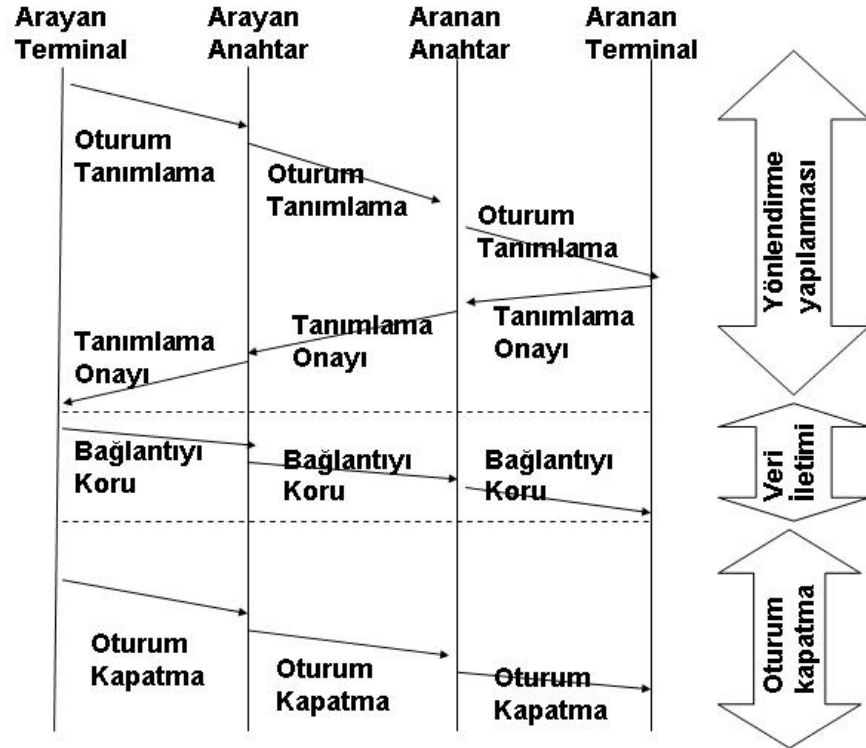 Arayan
Terminal
Arayan
Anahtar
Aranan
Anahtar
Aranan
Terminal
Oturum
Tanımlama
Oturum
Tanımlama
Oturum
Tanımlama
Tanımlama
Onayı
Tanımlama
Onayı
Tanımlama
Onayı
Yönlendirme
yapılanması
Bağlantıyı
Koru
Bağlantıyı
Koru
Bağlantıyı
Koru
Veri
İletimi
Oturum
Kapatma
Oturum
Kapatma
Oturum
Kapatma
Oturum
kapatma